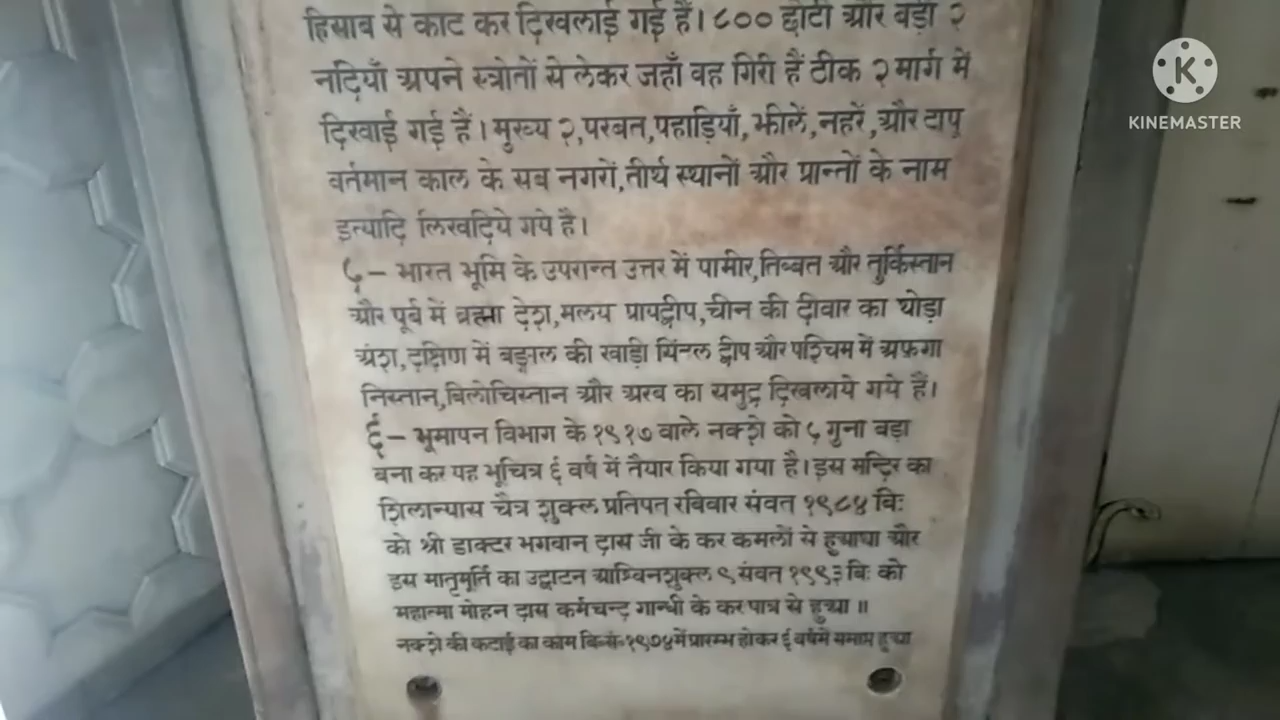 हिसाब से काट कर दिखलाई गई हैं। ८०० छोटी और बड़ी २
नदियाँ अपने स्त्रोतों से लेकर जहाँ वह गिरी हैं टीक २ मार्ग में
दिखाई गई हैं। मुख्य २,परबत,पहाड़ियाँ, झीलें, नहरें,और टापू
वर्तमान काल के सब नगरों,तीर्थ स्थानों और प्रान्तों के नाम
इत्यादि लिखदिये गये है।
५— भारत भूमि के उपरान्त उत्तर में पामीर,तिब्बत और तुर्किस्तान
और पूर्ब में ब्रह्मा देश,मलय प्रायद्वीप,चीन की दीवार का थोड़ा
अंश,दक्षिण में बङ्गाल की खाड़ी सिंहल द्वीप और पश्चिम में अफ़गा
निस्तान,बिलोचिस्तान और अरब का समुद्र दिखलाये गये हैं।
६— भूमापन विभाग के १९१७ वाले नक्शे को ५ गुना बड़ा
बना कर यह भूचित्र ६ वर्ष में तैयार किया गया है। इस मन्दिर का
शिलान्यास चैत्र शुक्ल प्रतिपत रबिवार संवत १९८४ बिः
को श्री डाक्टर भगवान दास जी के कर कमलों से हुआथा और
इस मातृमूर्ति का उद्घाटन आश्विनशुक्ल ९ संवत १९९३ बिः को
महात्मा मोहन दास कर्मचन्द गान्धी के कर पात्र से हुआ ॥
नक्शे की कटाई का काम बि॰सं॰१९७४में प्रारम्भ होकर ६ वर्षमें समाप्त हुआ
KINEMASTER